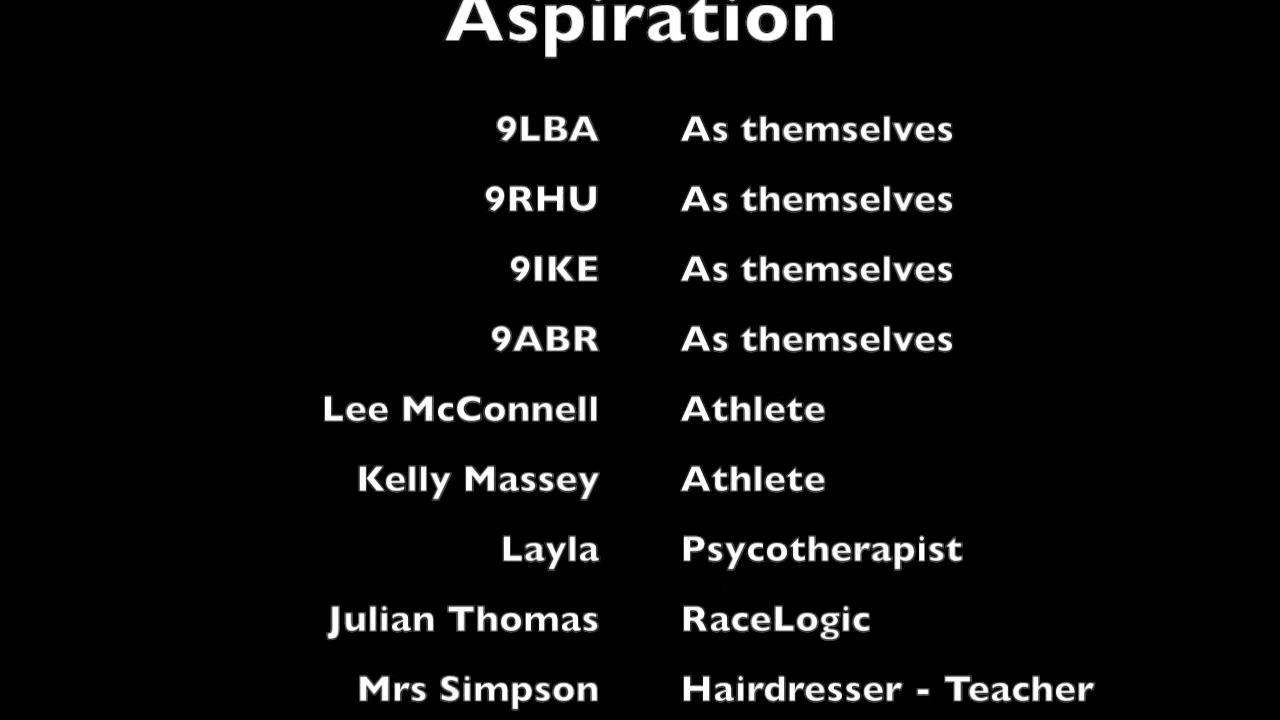 Aspiration
9LBA As themselves
9RHU As themselves
9IKE As themselves
9ABR As themselves
Lee McConnell Athlete
Kelly Massey Athlete
Layla Psycotherapist
Julian Thomas RaceLogic
Mrs Simpson Hairdresser - Teacher